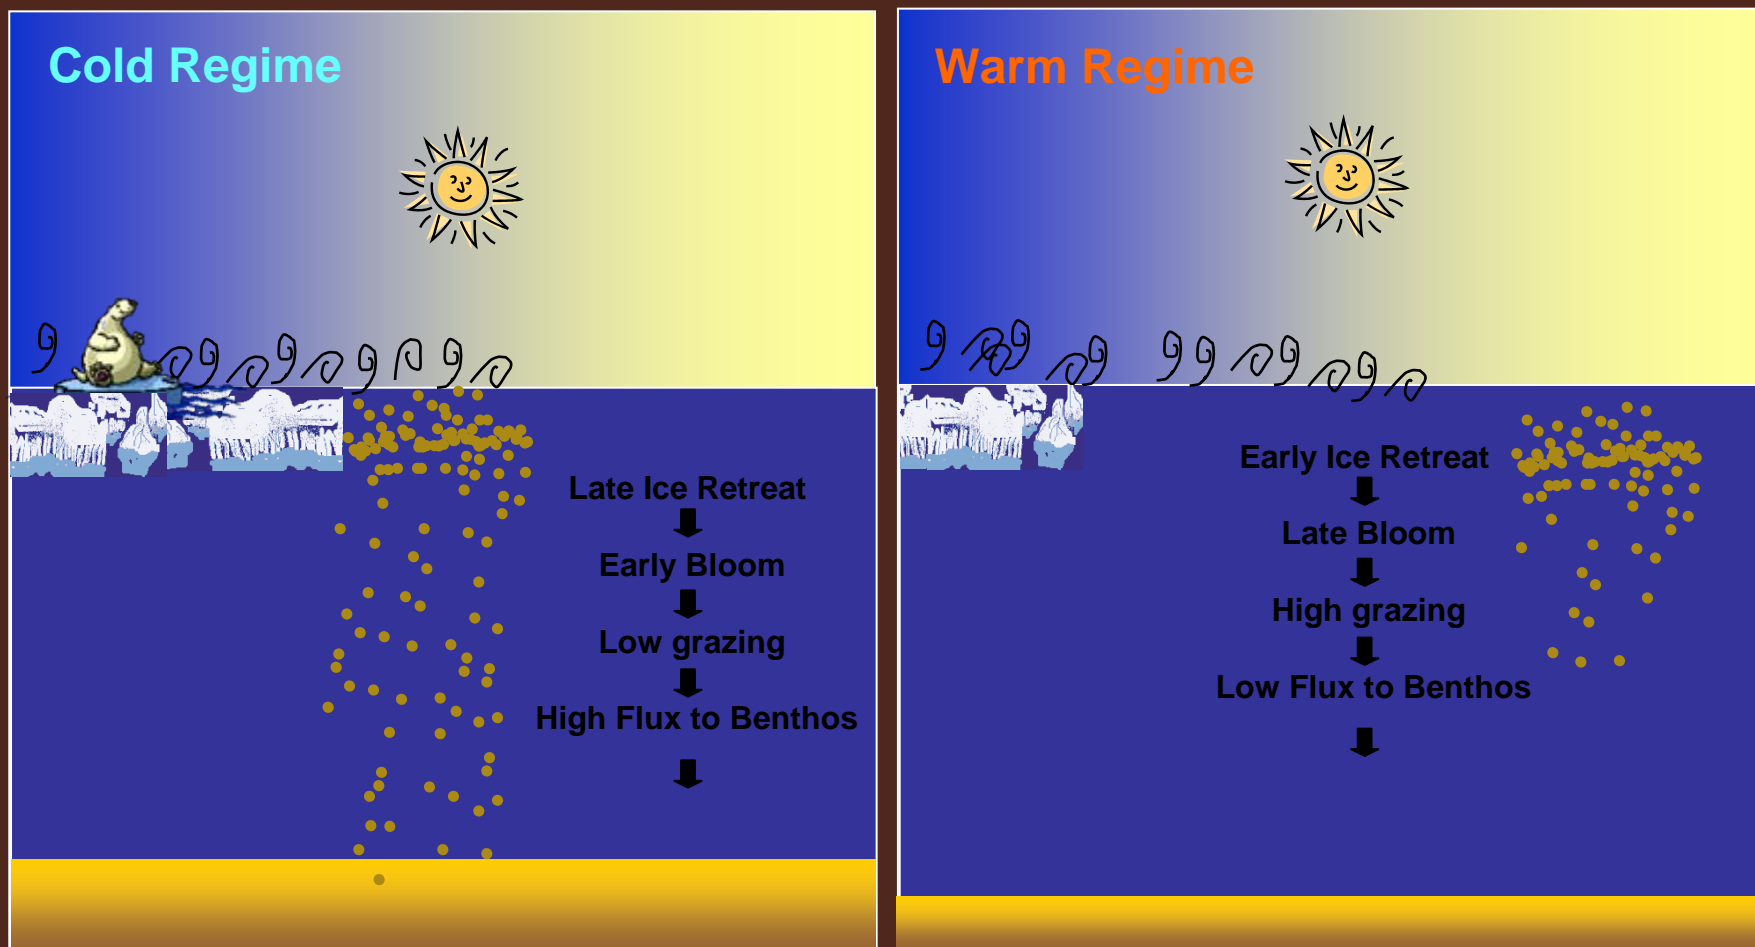 Cold Regime
Late Ice Retreat
Early Bloom
Low grazing
High Flux to Benthos
Warm Regime
Early Ice Retreat
Late Bloom
High grazing
Low Flux to Benthos